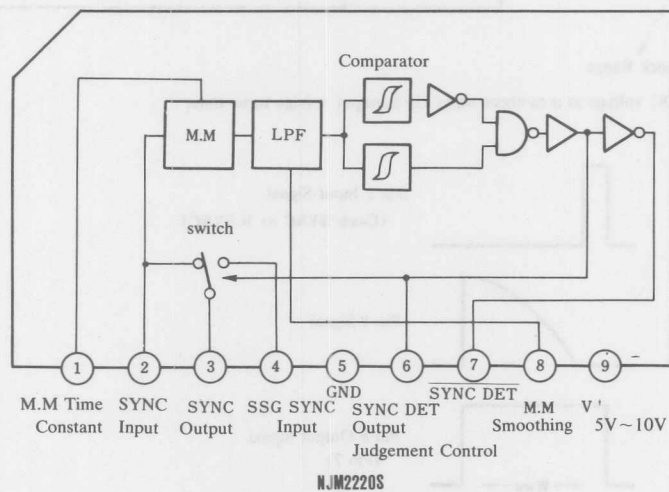 Comparator
M.M
LPF
switch
1
2
3
4
5
6
7
8
9
M.M Time
Constant
SYNC
Input
SYNC
Output
SSG SYNC
Input
GND
SYNC DET
Output
Judgement Control
SYNC DET
M.M
Smoothing
V+
5V~10V
NJM2220S